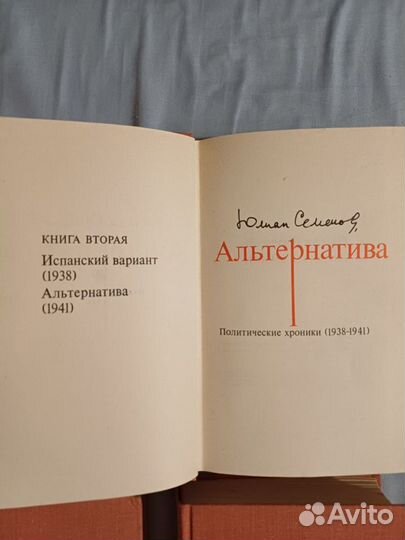 КНИГА ВТОРАЯ
Испанский вариант
(1938)
Альтернатива
(1941)
Юлиан Семенов
Альтернатива
Политические хроники (1938-1941)
Avito